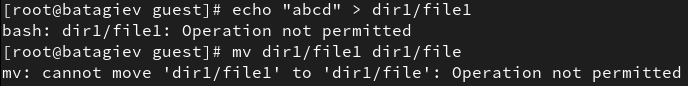 [root@batagiev guest]# echo "abcd" > dir1/file1
bash: dir1/file1: Operation not permitted
[root@batagiev guest]# mv dir1/file1 dir1/file
mv: cannot move 'dir1/file1' to 'dir1/file': Operation not permitted